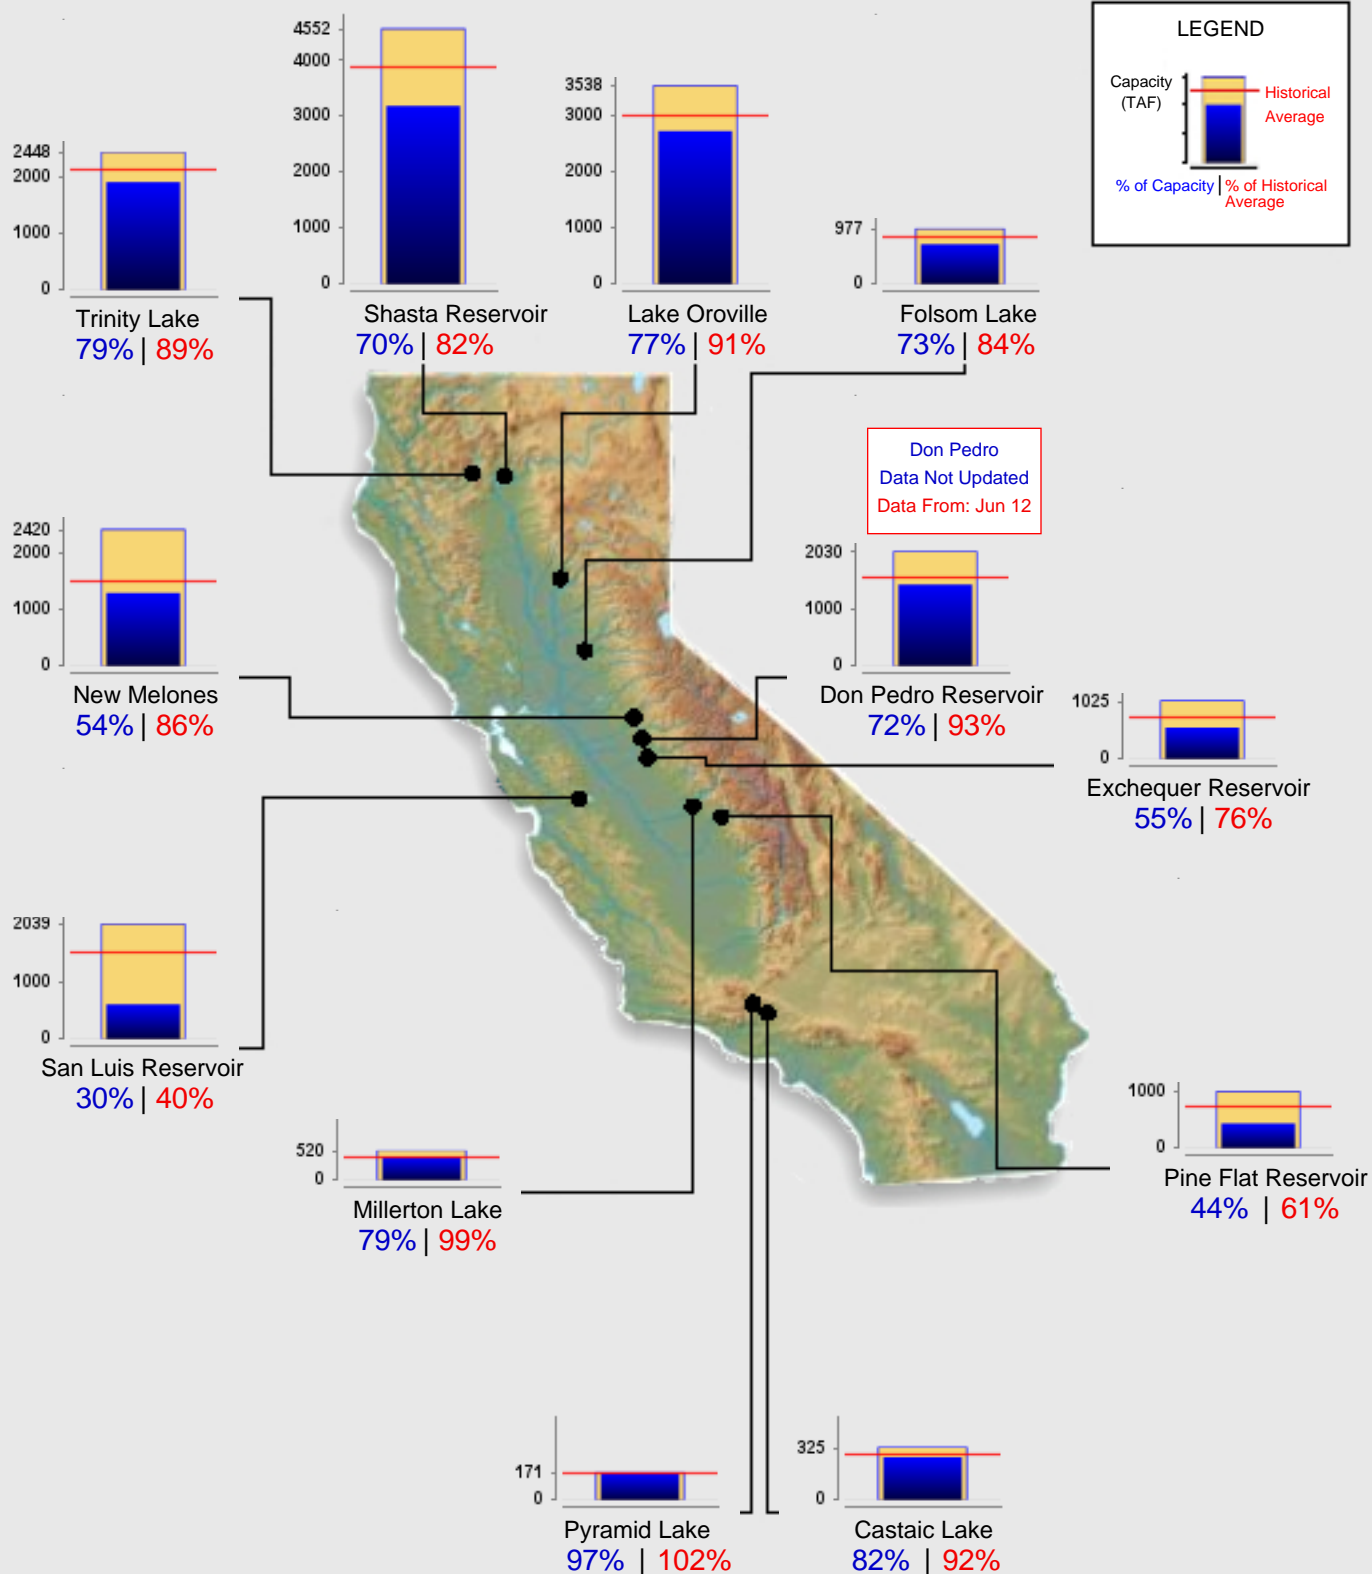 LEGEND
Capacity
(TAF)
Historical
Average
% of Capacity | % of Historical
Average
4552
4000
3000
2000
1000
0
Shasta Reservoir
70% | 82%
3538
3000
2000
1000
0
Lake Oroville
77% | 91%
2448
2000
1000
0
Trinity Lake
79% | 89%
977
0
Folsom Lake
73% | 84%
Don Pedro
Data Not Updated
Data From: Jun 12
2030
1000
0
Don Pedro Reservoir
72% | 93%
2420
2000
1000
0
New Melones
54% | 86%
1025
0
Exchequer Reservoir
55% | 76%
2039
1000
0
San Luis Reservoir
30% | 40%
520
0
Millerton Lake
79% | 99%
1000
0
Pine Flat Reservoir
44% | 61%
171
0
Pyramid Lake
97% | 102%
325
0
Castaic Lake
82% | 92%